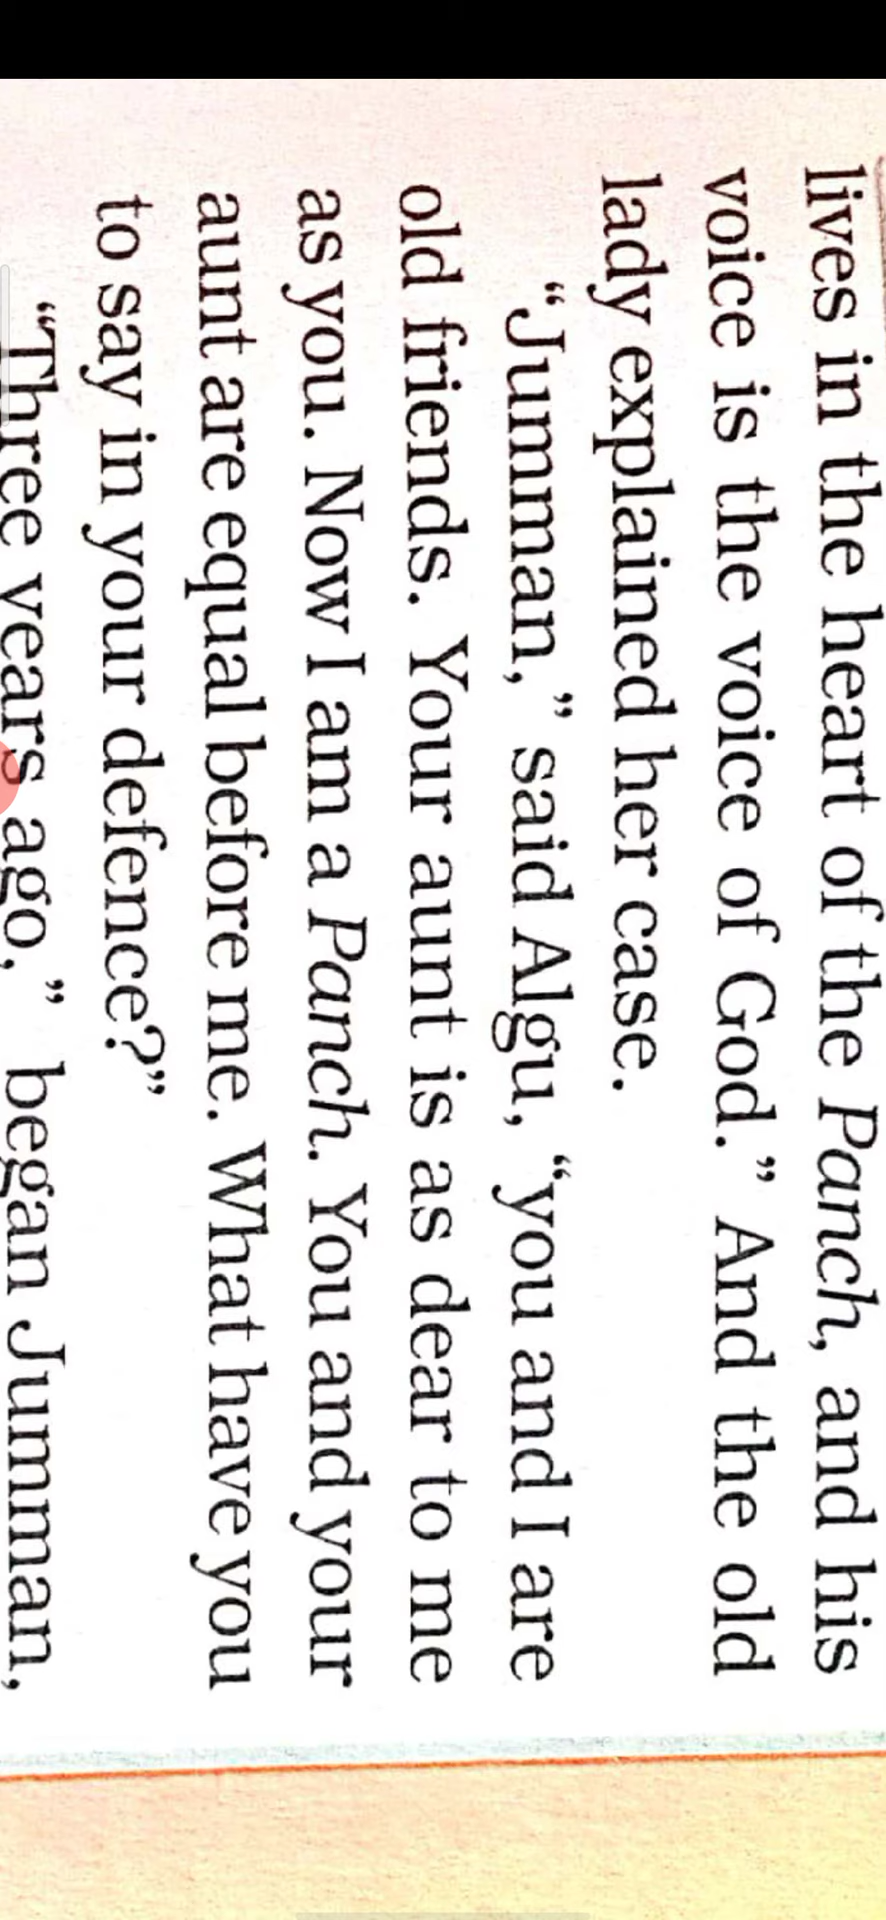 lives in the heart of the Panch, and his
voice is the voice of God.” And the old
lady explained her case.
“Jumman,” said Algu, “you and I are
old friends. Your aunt is as dear to me
as you. Now I am a Panch. You and your
aunt are equal before me. What have you
to say in your defence?”
“Three years ago,” began Jumman,